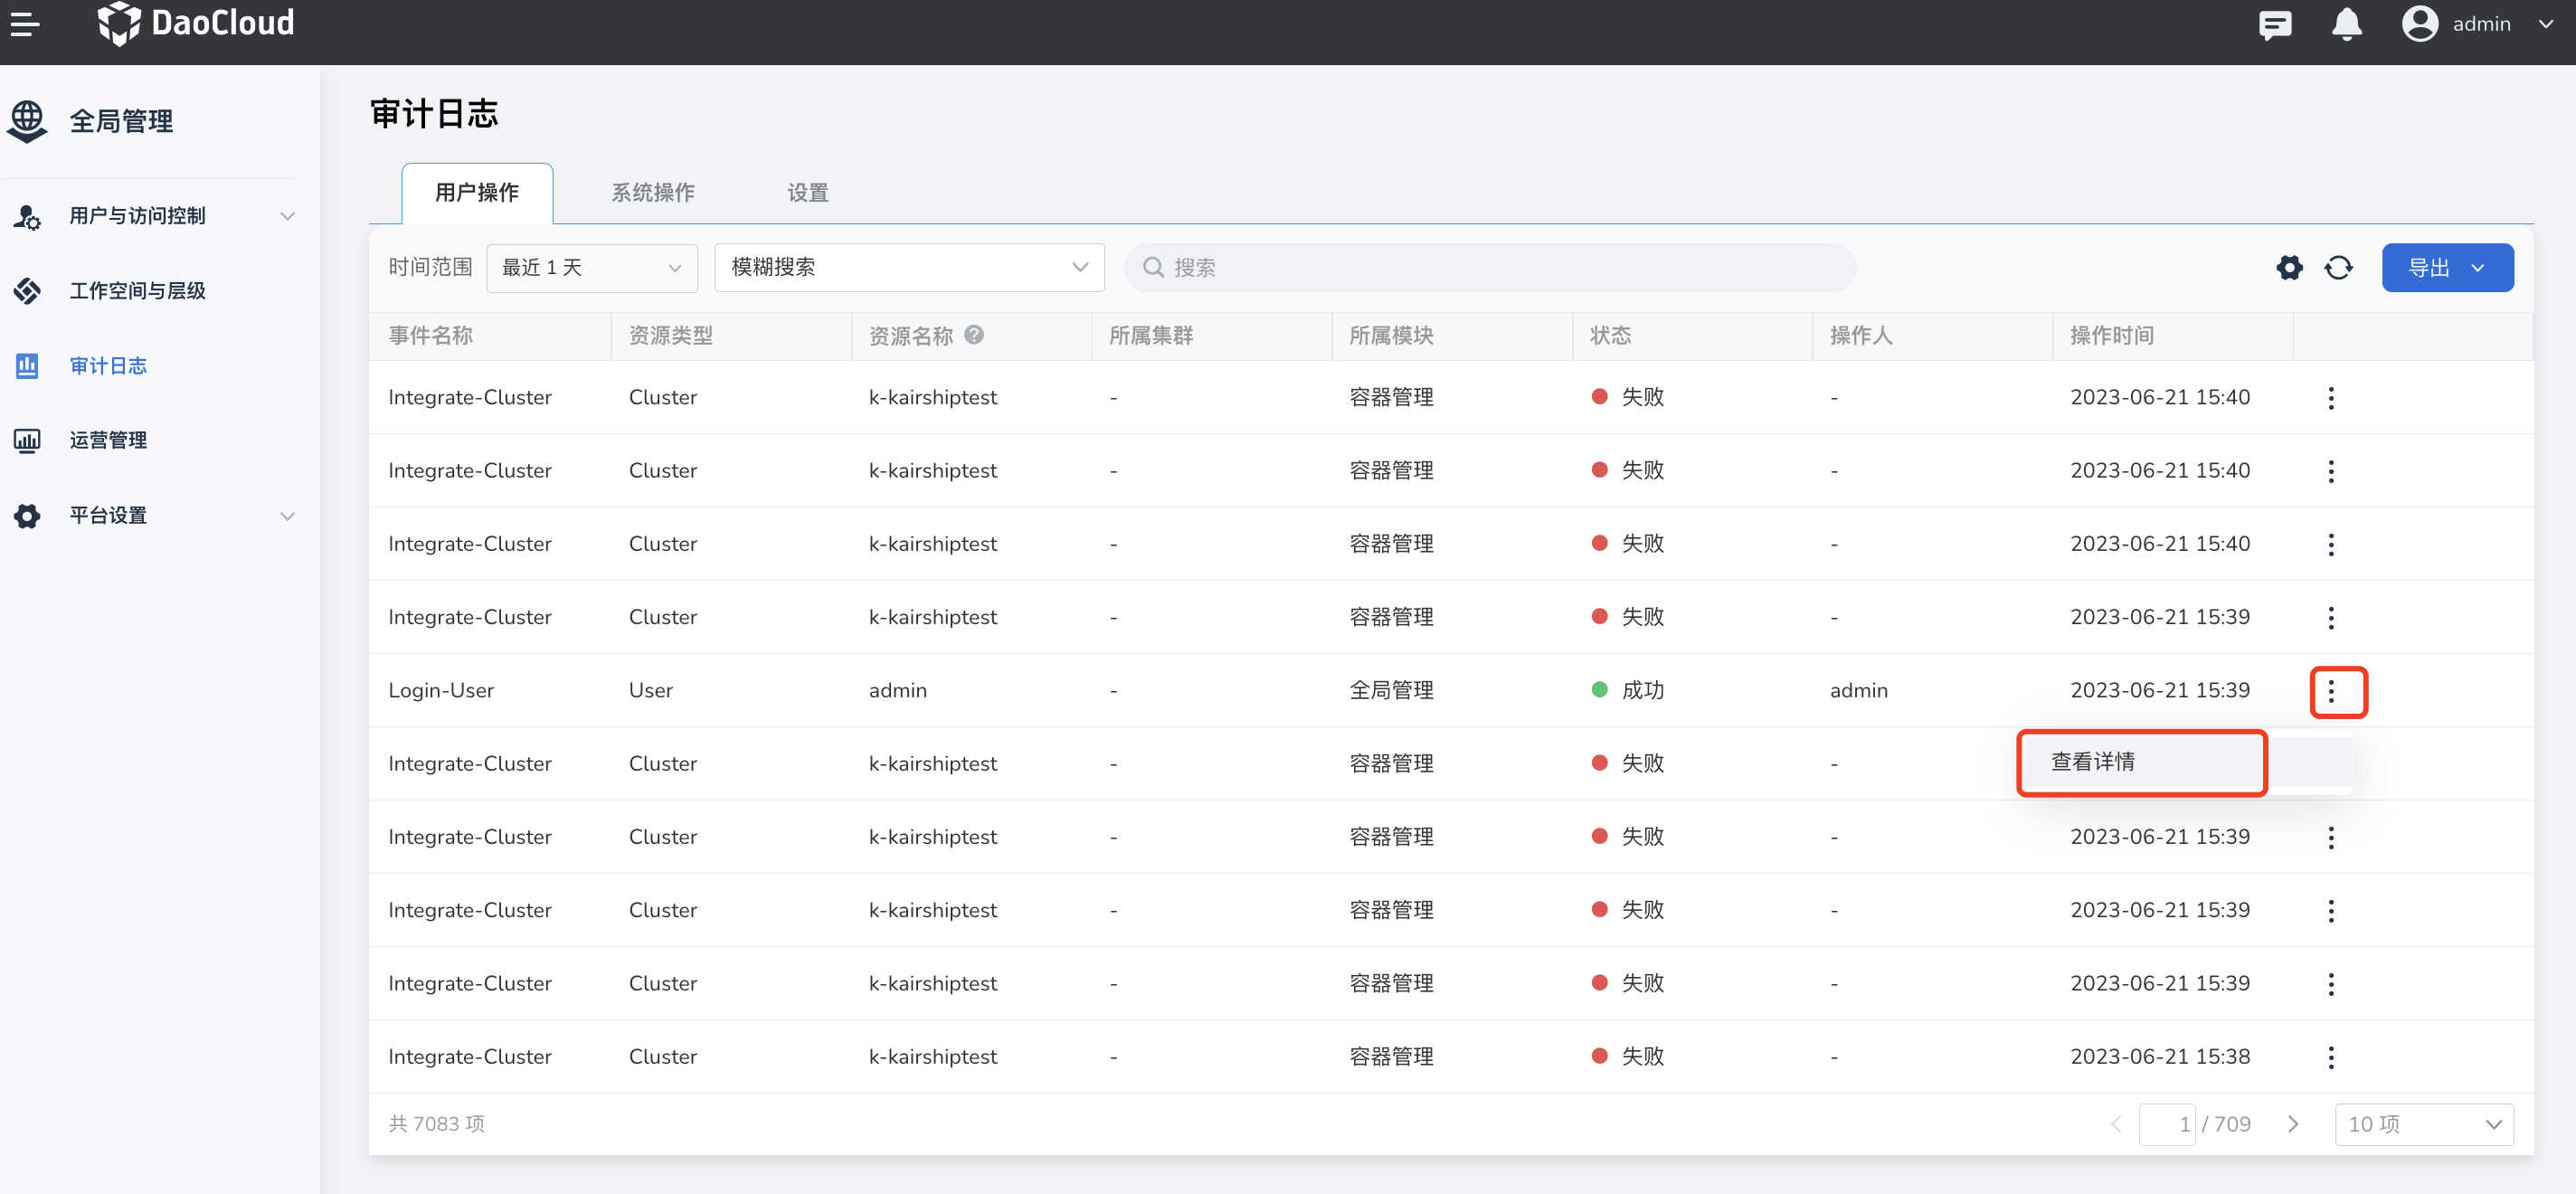 DaoCloud
admin
全局管理
用户与访问控制
工作空间与层级
审计日志
运营管理
平台设置
审计日志
用户操作 系统操作 设置
时间范围 最近 1 天 模糊搜索 搜索 导出
事件名称 资源类型 资源名称 所属集群 所属模块 状态 操作人 操作时间
Integrate-Cluster Cluster k-kairshiptest - 容器管理 失败 - 2023-06-21 15:40
Integrate-Cluster Cluster k-kairshiptest - 容器管理 失败 - 2023-06-21 15:40
Integrate-Cluster Cluster k-kairshiptest - 容器管理 失败 - 2023-06-21 15:40
Integrate-Cluster Cluster k-kairshiptest - 容器管理 失败 - 2023-06-21 15:39
Login-User User admin - 全局管理 成功 admin 2023-06-21 15:39
Integrate-Cluster Cluster k-kairshiptest - 容器管理 失败 - 查看详情
Integrate-Cluster Cluster k-kairshiptest - 容器管理 失败 - 2023-06-21 15:39
Integrate-Cluster Cluster k-kairshiptest - 容器管理 失败 - 2023-06-21 15:39
Integrate-Cluster Cluster k-kairshiptest - 容器管理 失败 - 2023-06-21 15:39
Integrate-Cluster Cluster k-kairshiptest - 容器管理 失败 - 2023-06-21 15:38
共 7083 项 1 / 709 10 项